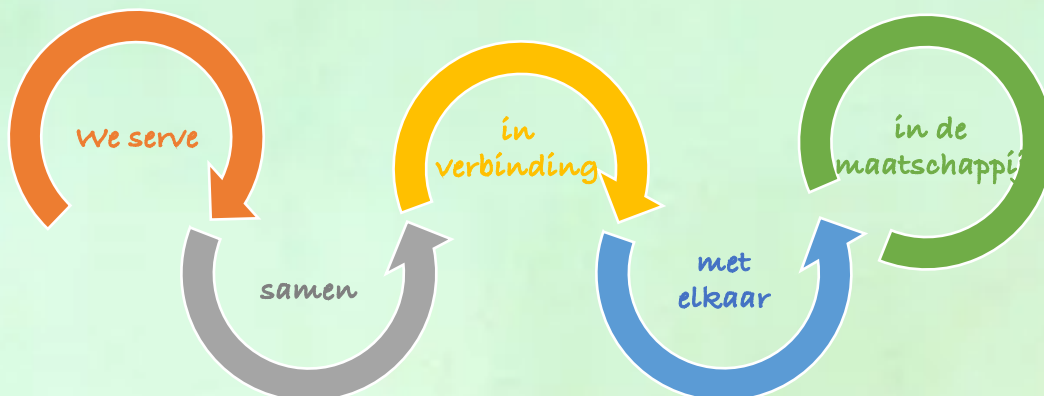 We serve
samen
in
verbinding
met
elkaar
in de
maatschappij